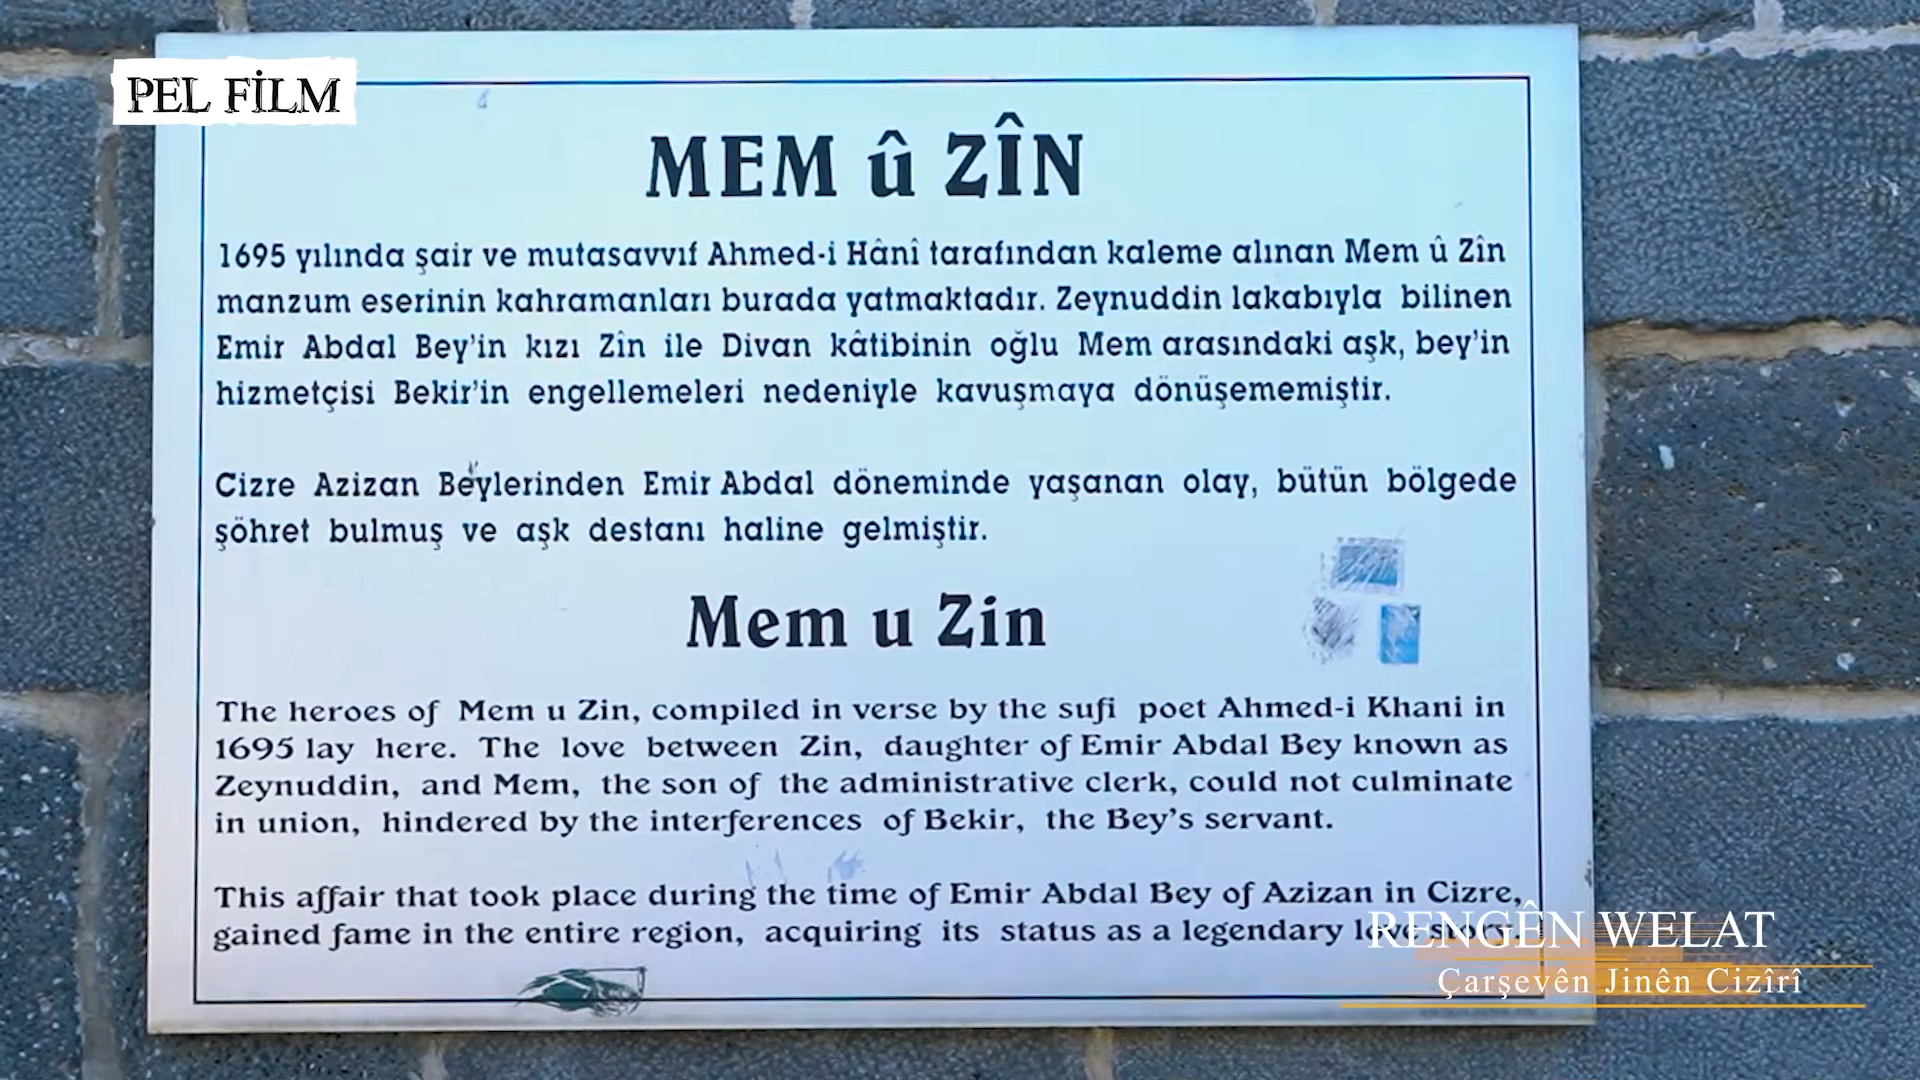 PEL FİLM
MEM û ZÎN
1695 yılında şair ve mutasavvıf Ahmed-i Hânî tarafından kaleme alınan Mem û Zîn
manzum eserinin kahramanları burada yatmaktadır. Zeynuddin lakabıyla bilinen
Emir Abdal Bey'in kızı Zîn ile Divan kâtibinin oğlu Mem arasındaki aşk, bey'in
hizmetçisi Bekir'in engellemeleri nedeniyle kavuşmaya dönüşememiştir.
Cizre Azizan Beylerinden Emir Abdal döneminde yaşanan olay, bütün bölgede
şöhret bulmuş ve aşk destanı haline gelmiştir.
Mem u Zin
The heroes of Mem u Zin, compiled in verse by the sufi poet Ahmed-i Khani in
1695 lay here. The love between Zin, daughter of Emir Abdal Bey known as
Zeynuddin, and Mem, the son of the administrative clerk, could not culminate
in union, hindered by the interferences of Bekir, the Bey's servant.
This affair that took place during the time of Emir Abdal Bey of Azizan in Cizre,
gained fame in the entire region, acquiring its status as a legendary love story.
RENGÊN WELAT
Çarşevên Jinên Cizîrî